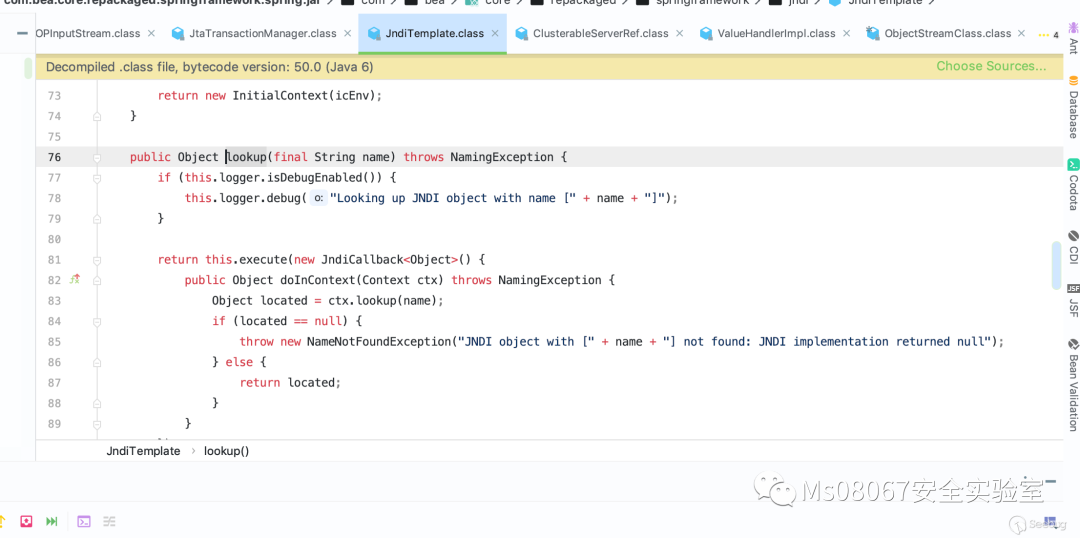 com.bea.core.repackaged.springframework.spring.jar com bea core repackaged springframework jndi JndiTemplate
OPInputStream.class JtaTransactionManager.class JndiTemplate.class ClusterableServerRef.class ValueHandlerImpl.class ObjectStreamClass.class 4
Decompiled .class file, bytecode version: 50.0 (Java 6) Choose Sources...
73 return new InitialContext(icEnv);
74 }
75
76 public Object lookup(final String name) throws NamingException {
77 if (this.logger.isDebugEnabled()) {
78 this.logger.debug( o: "Looking up JNDI object with name [" + name + "]");
79 }
80
81 return this.execute(new JndiCallback<Object>() {
82 public Object doInContext(Context ctx) throws NamingException {
83 Object located = ctx.lookup(name);
84 if (located == null) {
85 throw new NameNotFoundException("JNDI object with [" + name + "] not found: JNDI implementation returned null");
86 } else {
87 return located;
88 }
89 }
JndiTemplate › lookup()
Ant
Database
Codota
CDI
JSF
JSF
Bean Validation
Ms08067安全实验室